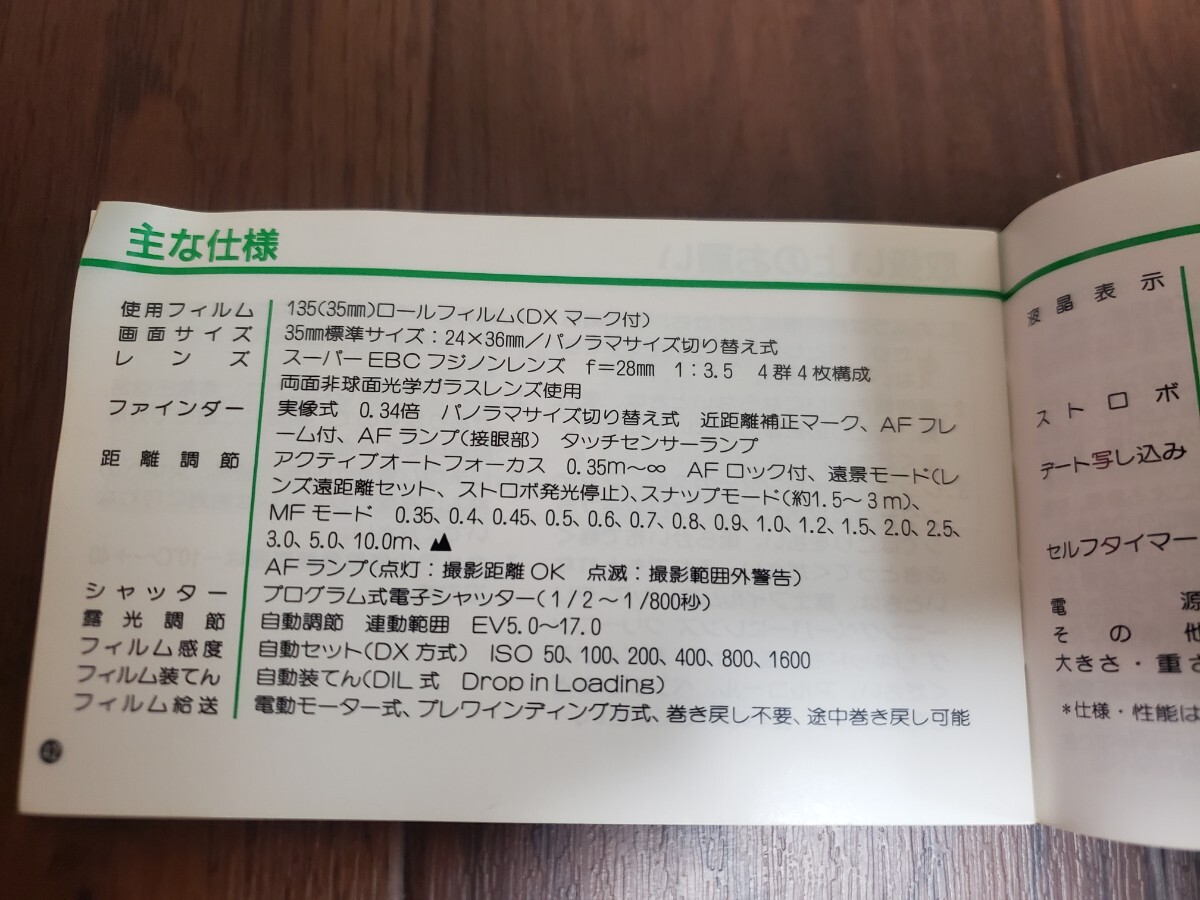 主な仕様
使用フィルム 135(35㎜)ロールフィルム(DX マーク付)
画面サイズ 35㎜標準サイズ：24×36㎜／パノラマサイズ切り替え式
レンズ スーパー EBC フジノンレンズ f＝28㎜ 1：3.5 4群4枚構成
両面非球面光学ガラスレンズ使用
ファインダー 実像式 0.34倍 パノラマサイズ切り替え式 近距離補正マーク、AF フレ
ーム付、AF ランプ(接眼部) タッチセンサーランプ
距離調節 アクティブオートフォーカス 0.35m～∞ AF ロック付、遠景モード(レ
ンズ遠距離セット、ストロボ発光停止)、スナップモード(約1.5～3m)、
MF モード 0.35、0.4、0.45、0.5、0.6、0.7、0.8、0.9、1.0、1.2、1.5、2.0、2.5、
3.0、5.0、10.0m、
AF ランプ(点灯：撮影距離 OK 点滅：撮影範囲外警告)
シャッター プログラム式電子シャッター(1/2～1/800秒)
露光調節 自動調節 連動範囲 EV5.0～17.0
フィルム感度 自動セット(DX 方式) ISO 50、100、200、400、800、1600
フィルム装てん 自動装てん(DIL 式 Drop in Loading)
フィルム給送 電動モーター式、プレワインディング方式、巻き戻し不要、途中巻き戻し可能
42
液晶表示
ストロボ
デート写し込み
セルフタイマー
電源
その他
大きさ・重さ
*仕様・性能は